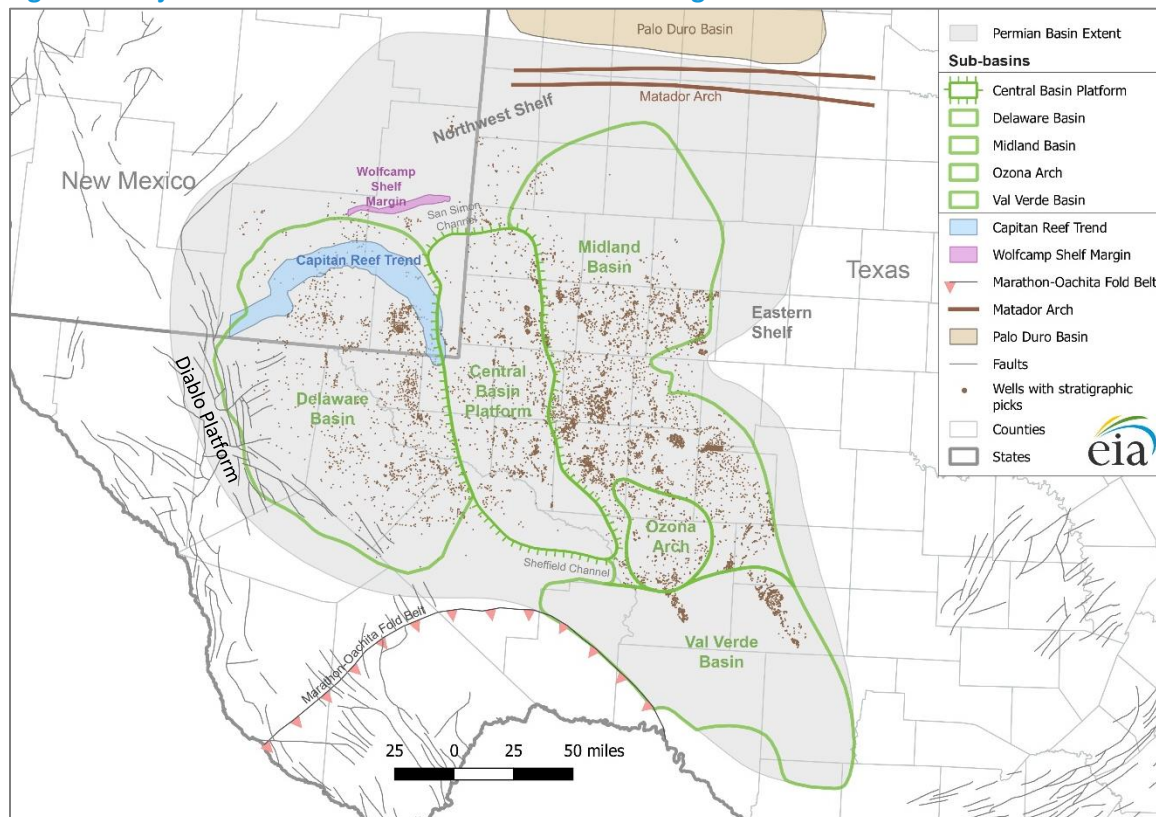 Palo Duro Basin
Matador Arch
Northwest Shelf
New Mexico
Wolfcamp
Shelf
Margin
San Simon
Channel
Capitan Reef Trend
Midland
Basin
Texas
Eastern
Shelf
Diablo Platform
Delaware
Basin
Central
Basin
Platform
Ozona
Arch
Sheffield Channel
Val Verde
Basin
Marathon-Oachita Fold Belt
25 0 25 50 miles
Permian Basin Extent
Sub-basins
Central Basin Platform
Delaware Basin
Midland Basin
Ozona Arch
Val Verde Basin
Capitan Reef Trend
Wolfcamp Shelf Margin
Marathon-Oachita Fold Belt
Matador Arch
Palo Duro Basin
Faults
Wells with stratigraphic
picks
Counties
States
eia